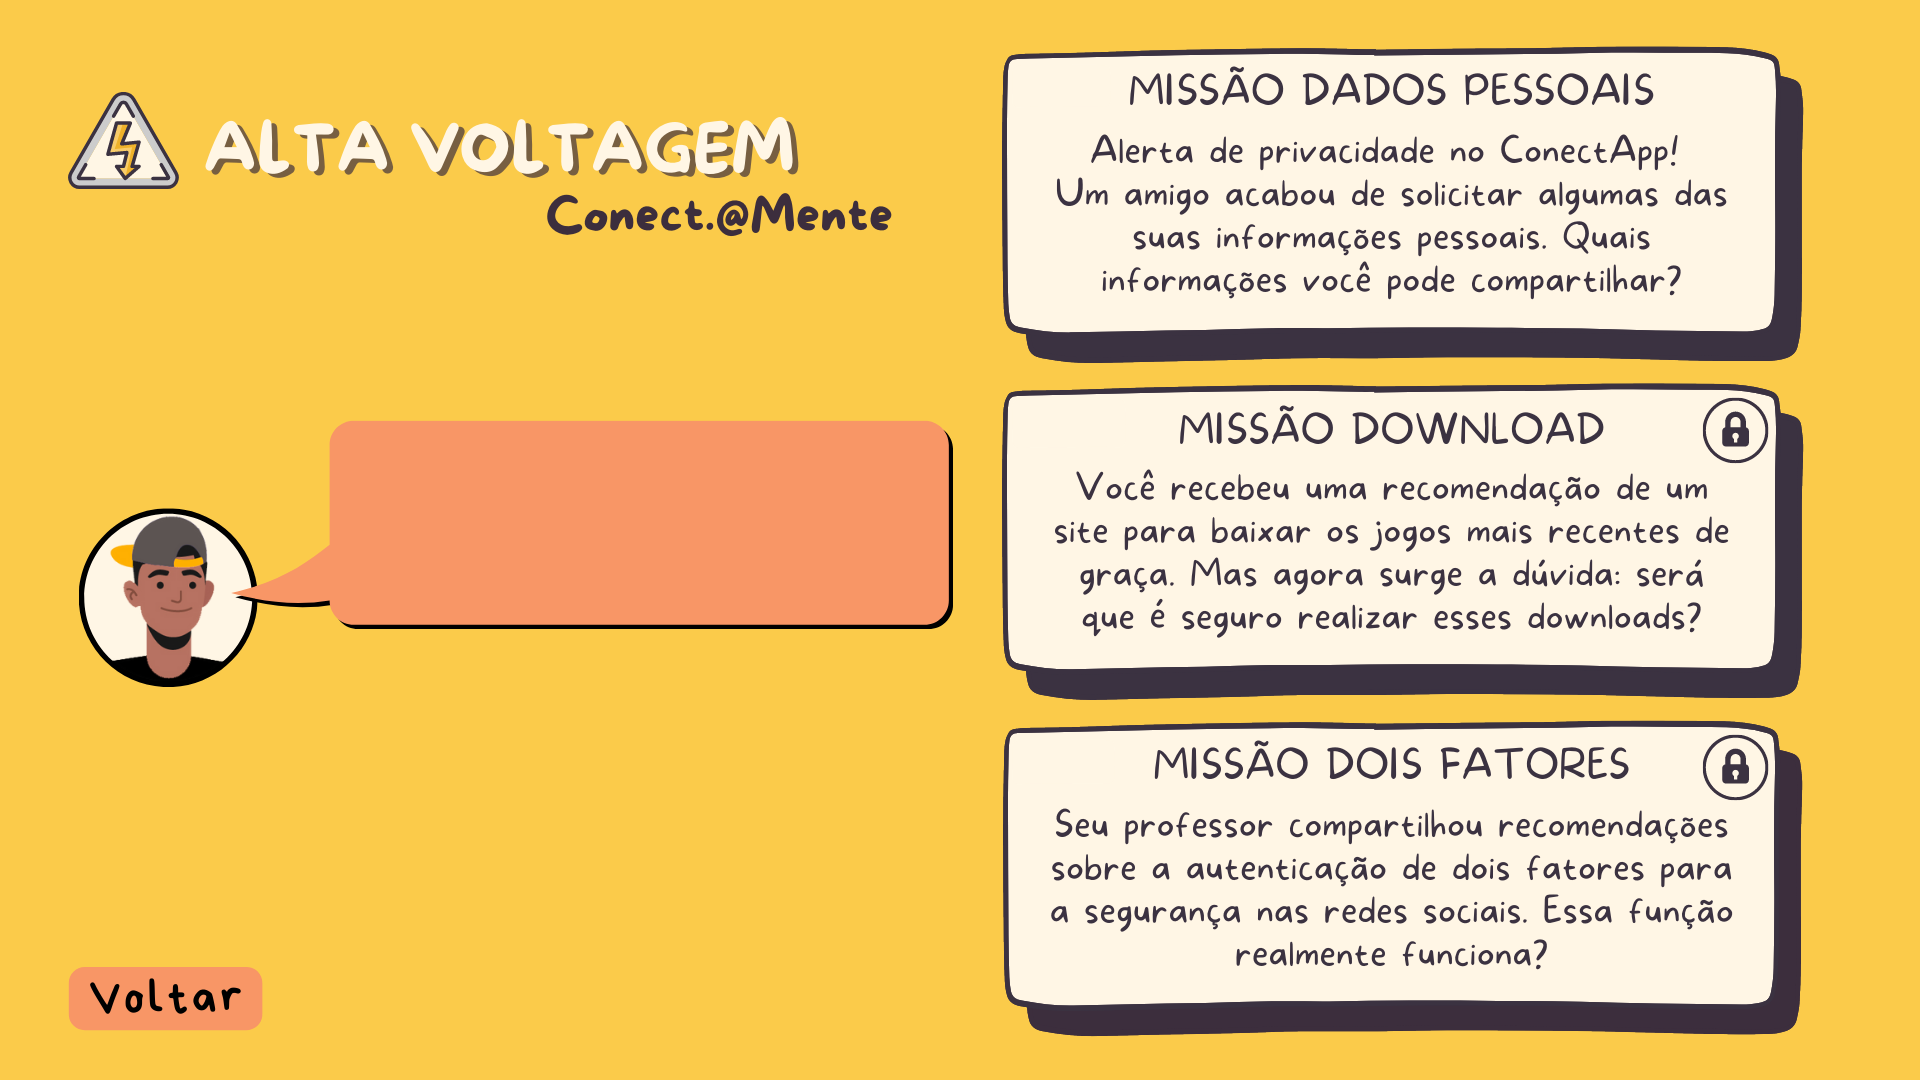 ALTA VOLTAGEM
Conect.@Mente
MISSÃO DADOS PESSOAIS
Alerta de privacidade no ConectApp!
Um amigo acabou de solicitar algumas das
suas informações pessoais. Quais
informações você pode compartilhar?
MISSÃO DOWNLOAD
Você recebeu uma recomendação de um
site para baixar os jogos mais recentes de
graça. Mas agora surge a dúvida: será
que é seguro realizar esses downloads?
MISSÃO DOIS FATORES
Seu professor compartilhou recomendações
sobre a autenticação de dois fatores para
a segurança nas redes sociais. Essa função
realmente funciona?
Voltar